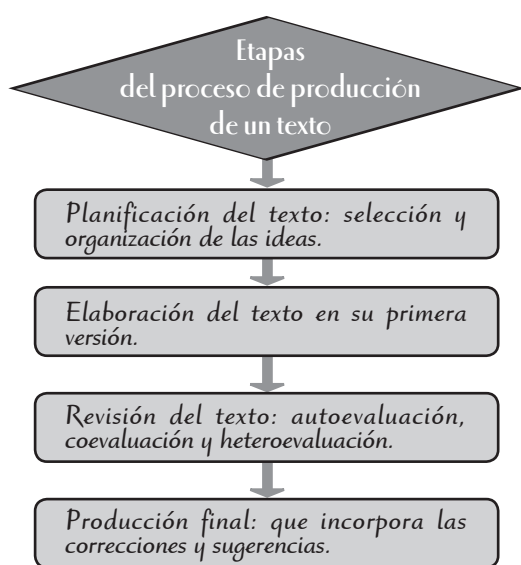 Etapas
del proceso de producción
de un texto
Planificación del texto: selección y
organización de las ideas.
Elaboración del texto en su primera
versión.
Revisión del texto: autoevaluación,
coevaluación y heteroevaluación.
Producción final: que incorpora las
correcciones y sugerencias.